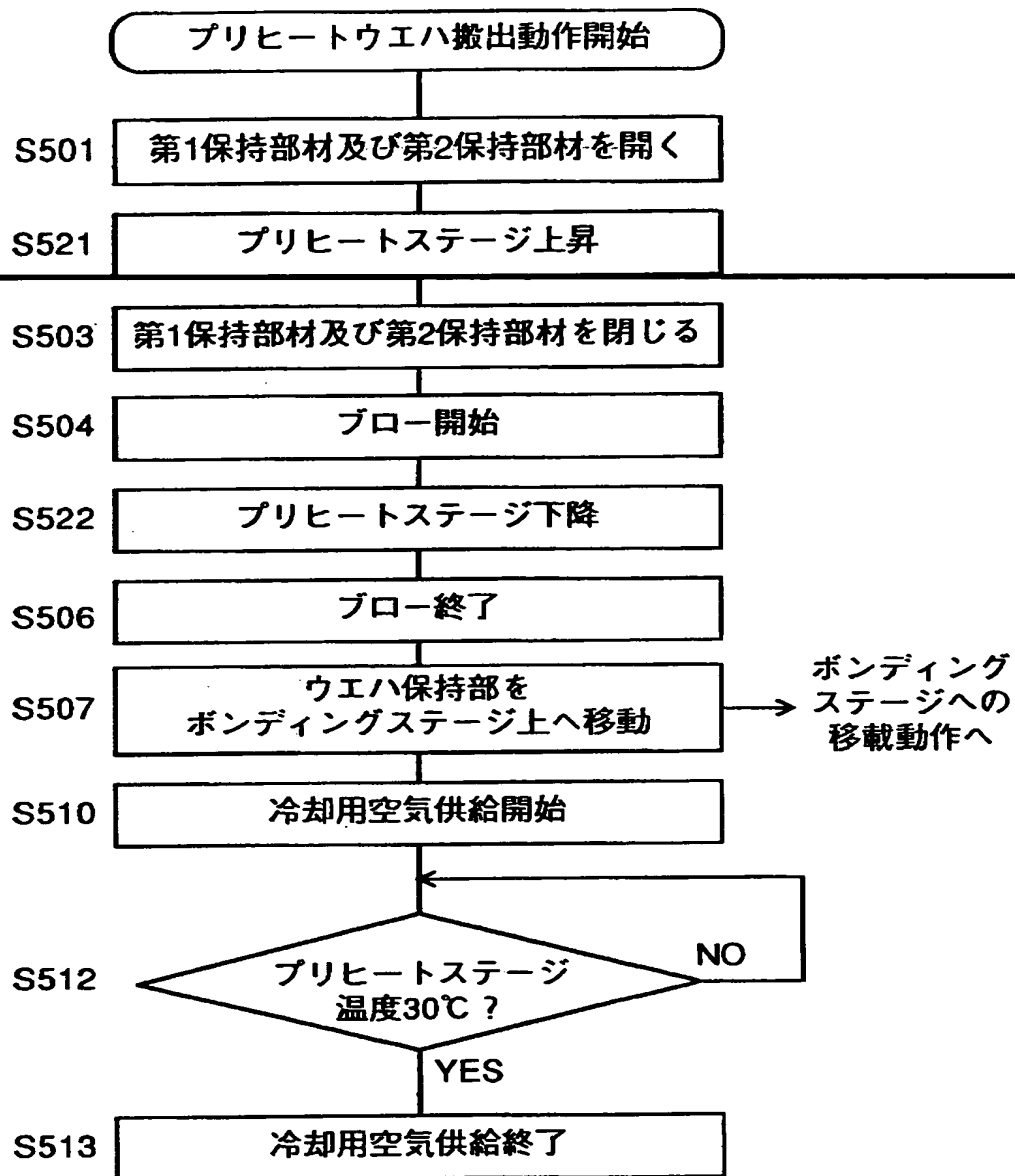 プリヒートウエハ搬出動作開始
S501 第1保持部材及び第2保持部材を開く
S521 プリヒートステージ上昇
S503 第1保持部材及び第2保持部材を閉じる
S504 ブロー開始
S522 プリヒートステージ下降
S506 ブロー終了
S507 ウエハ保持部を
ボンディングステージ上へ移動
ボンディング
ステージへの
移載動作へ
S510 冷却用空気供給開始
S512 プリヒートステージ
温度30℃？
NO
YES
S513 冷却用空気供給終了